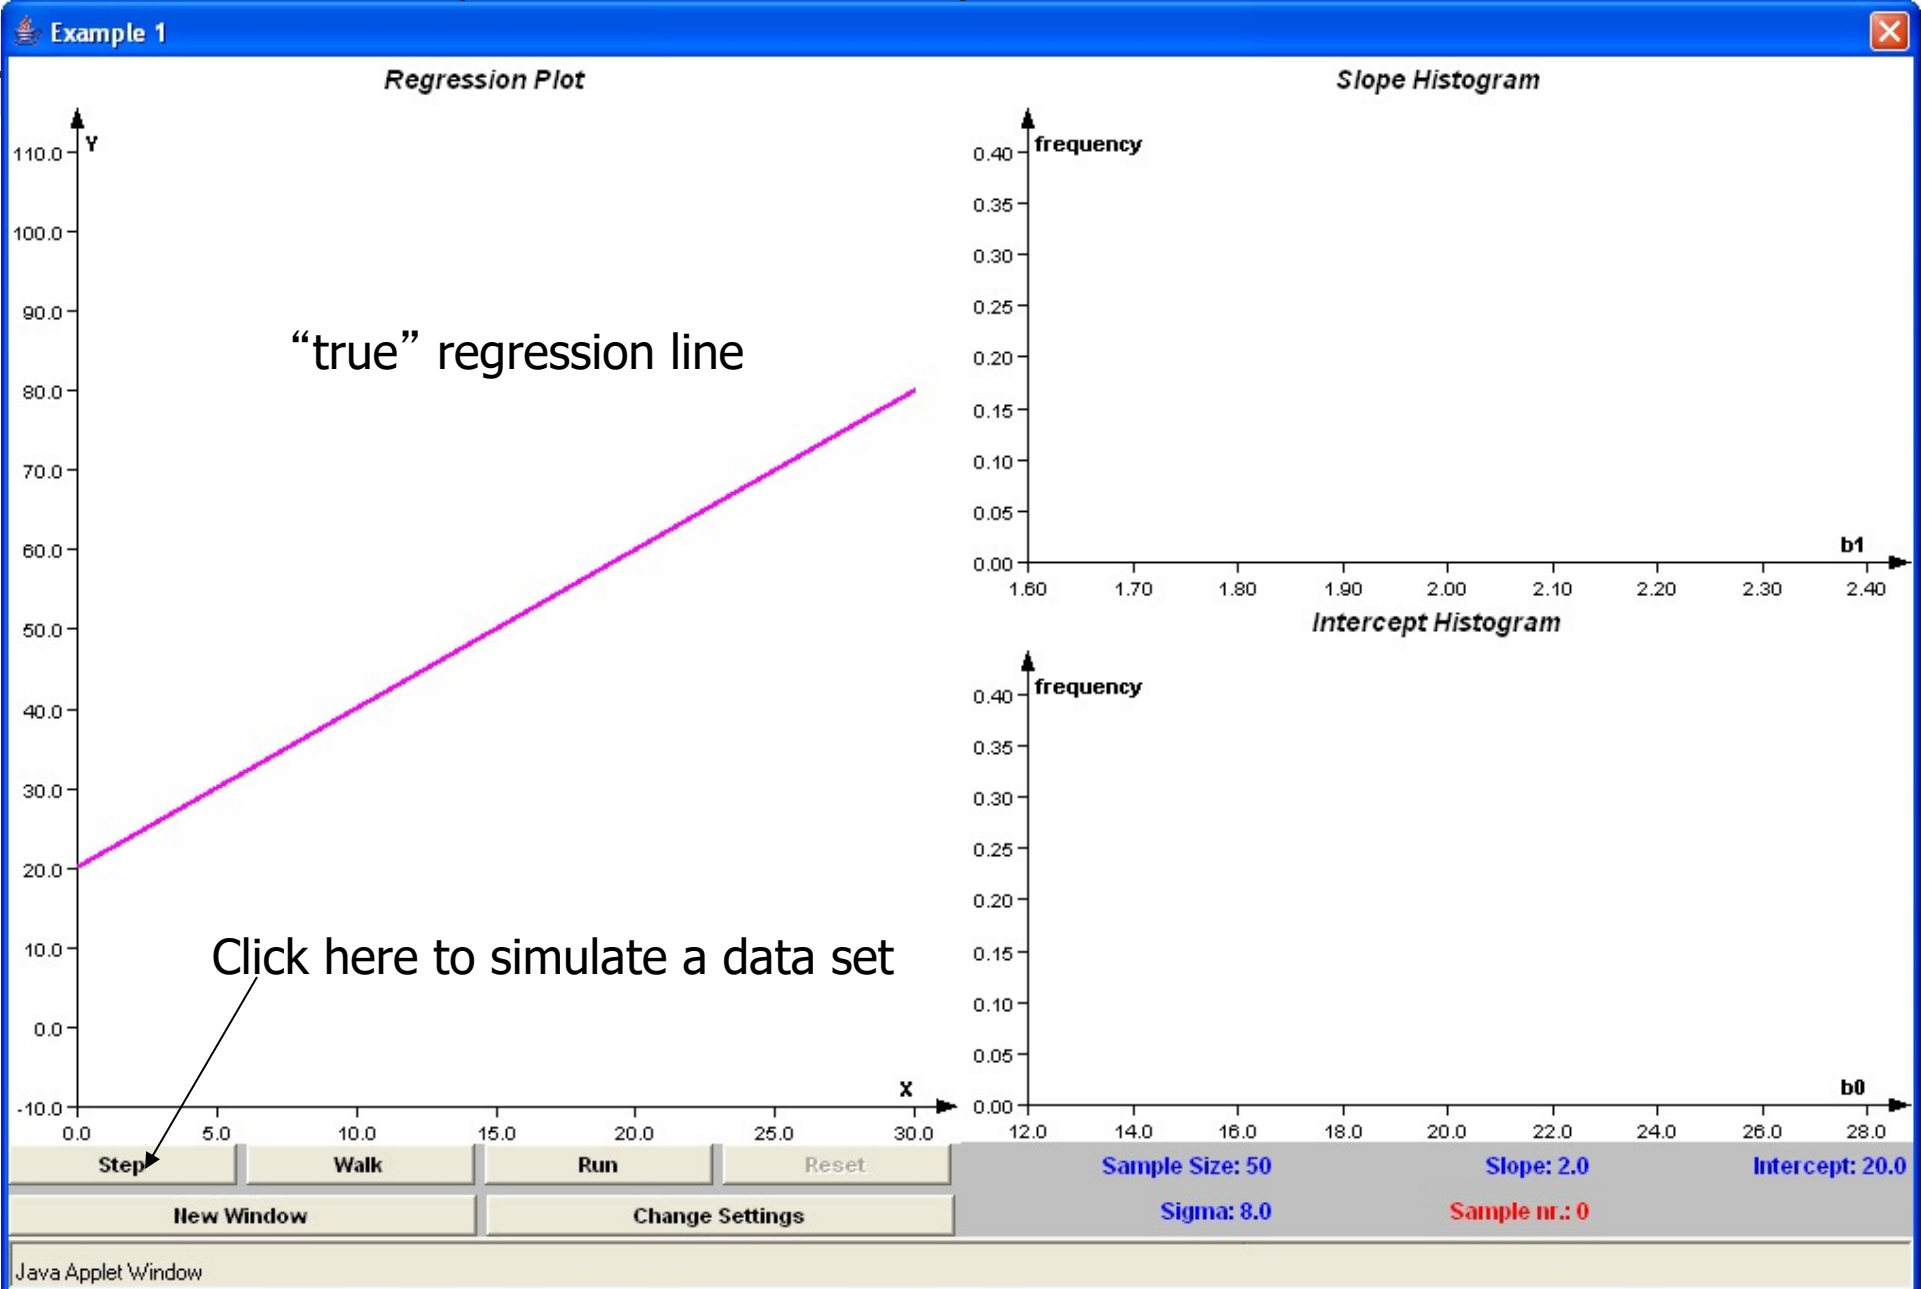 Example 1
Regression Plot
Y
110.0
100.0
90.0
80.0
70.0
60.0
50.0
40.0
30.0
20.0
10.0
0.0
-10.0
“true” regression line
Click here to simulate a data set
X
0.0 5.0 10.0 15.0 20.0 25.0 30.0
Slope Histogram
frequency
0.40
0.35
0.30
0.25
0.20
0.15
0.10
0.05
0.00
b1
1.60 1.70 1.80 1.90 2.00 2.10 2.20 2.30 2.40
Intercept Histogram
frequency
0.40
0.35
0.30
0.25
0.20
0.15
0.10
0.05
0.00
b0
12.0 14.0 16.0 18.0 20.0 22.0 24.0 26.0 28.0
Step Walk Run Reset
New Window Change Settings
Sample Size: 50 Slope: 2.0 Intercept: 20.0
Sigma: 8.0 Sample nr.: 0
Java Applet Window